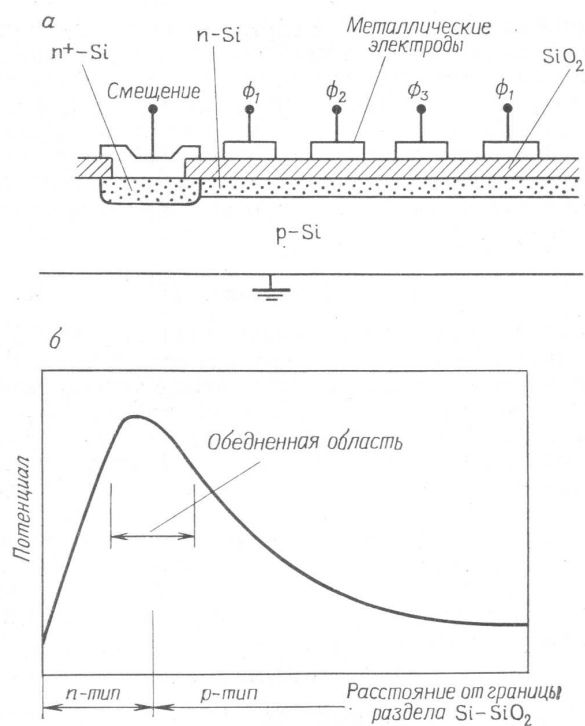 а
n⁺-Si
n-Si
Металлические
электроды
SiO₂
Смещение
ϕ₁
ϕ₂
ϕ₃
ϕ₁
p-Si
б
Потенциал
Обедненная область
n-тип
p-тип
Расстояние от границы
раздела Si-SiO₂